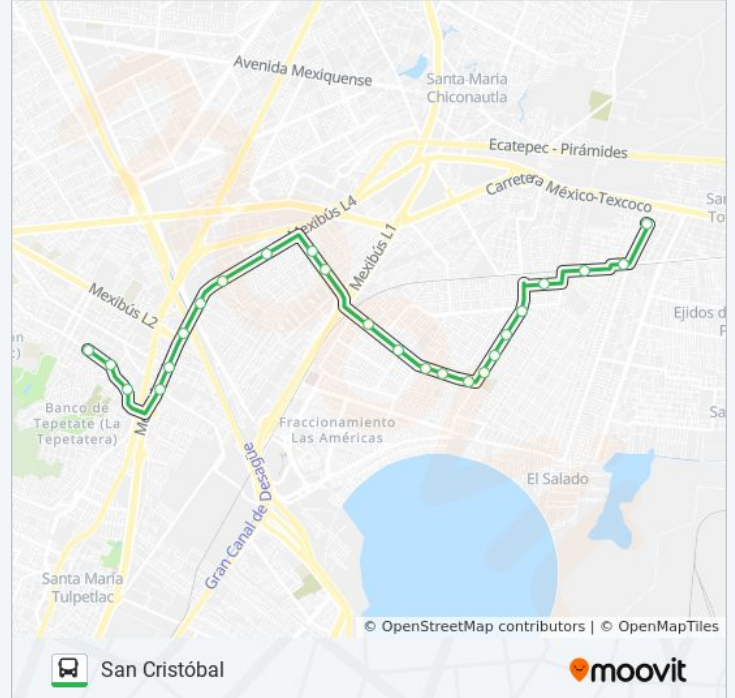 Avenida Mexiquense
Santa Maria
Chiconautla
Ecatepec - Pirámides
Carretera México-Texcoco
Mexibús L4
Mexibús L1
Mexibús L2
Ejidos d
Banco de
Tepetate (La
Tepetatera)
Fraccionamiento
Las Américas
El Salado
Gran Canal de Desagüe
Santa María
Tulpetlac
© OpenStreetMap contributors | © OpenMapTiles
San Cristóbal
moovit